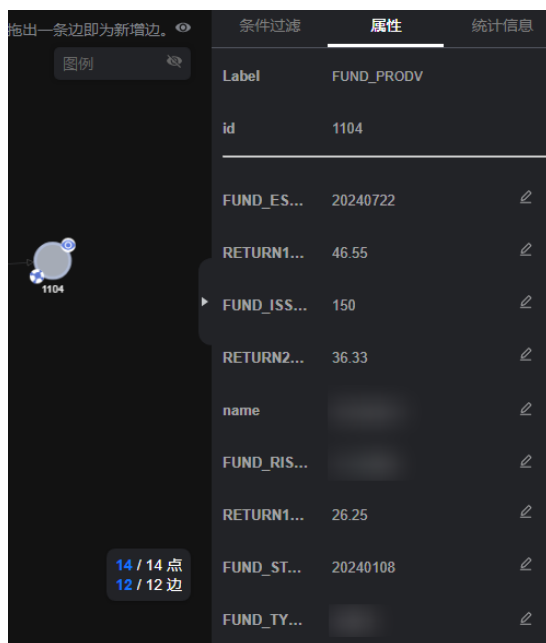 拖出一条边即为新增边。
图例
1104
14 / 14 点
12 / 12 边
条件过滤 属性 统计信息
Label FUND_PRODV
id 1104
FUND_ES... 20240722
RETURN1... 46.55
FUND_ISS... 150
RETURN2... 36.33
name
FUND_RIS...
RETURN1... 26.25
FUND_ST... 20240108
FUND_TY...